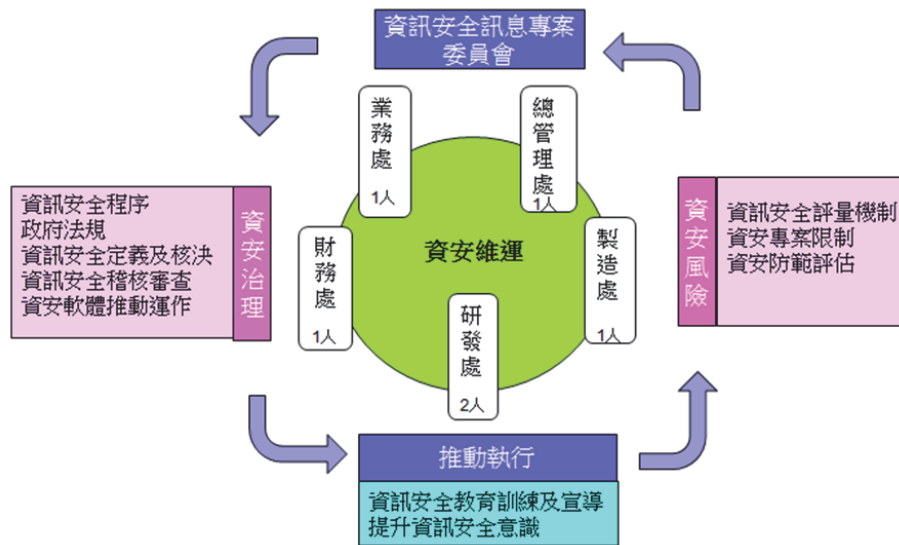 資訊安全訊息專案
委員會
業務處
1人
總管理處
1人
資訊安全程序
政府法規
資訊安全定義及核決
資訊安全稽核審查
資安軟體推動運作
資安治理
財務處
1人
資安維運
製造處
1人
資安風險
資訊安全評量機制
資安專案限制
資安防範評估
研發處
2人
推動執行
資訊安全教育訓練及宣導
提升資訊安全意識